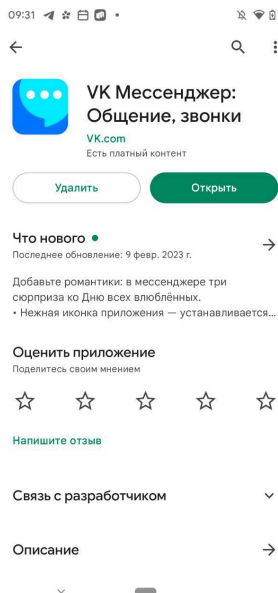 09:31
VK Мессенджер:
Общение, звонки
VK.com
Есть платный контент
Удалить
Открыть
Что нового
Последнее обновление: 9 февр. 2023 г.
Добавьте романтики: в мессенджере три
сюрприза ко Дню всех влюблённых.
• Нежная иконка приложения — устанавливается…
Оценить приложение
Поделитесь своим мнением
Напишите отзыв
Связь с разработчиком
Описание